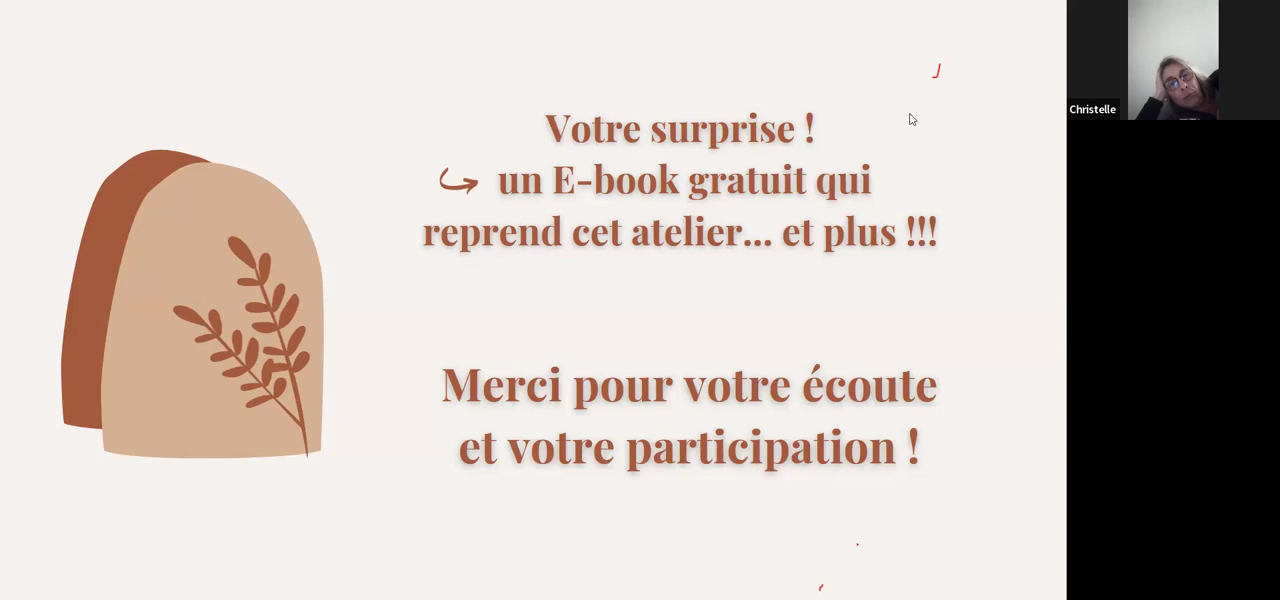 Votre surprise !
un E-book gratuit qui
reprend cet atelier... et plus !!!
Merci pour votre écoute
et votre participation !
Christelle